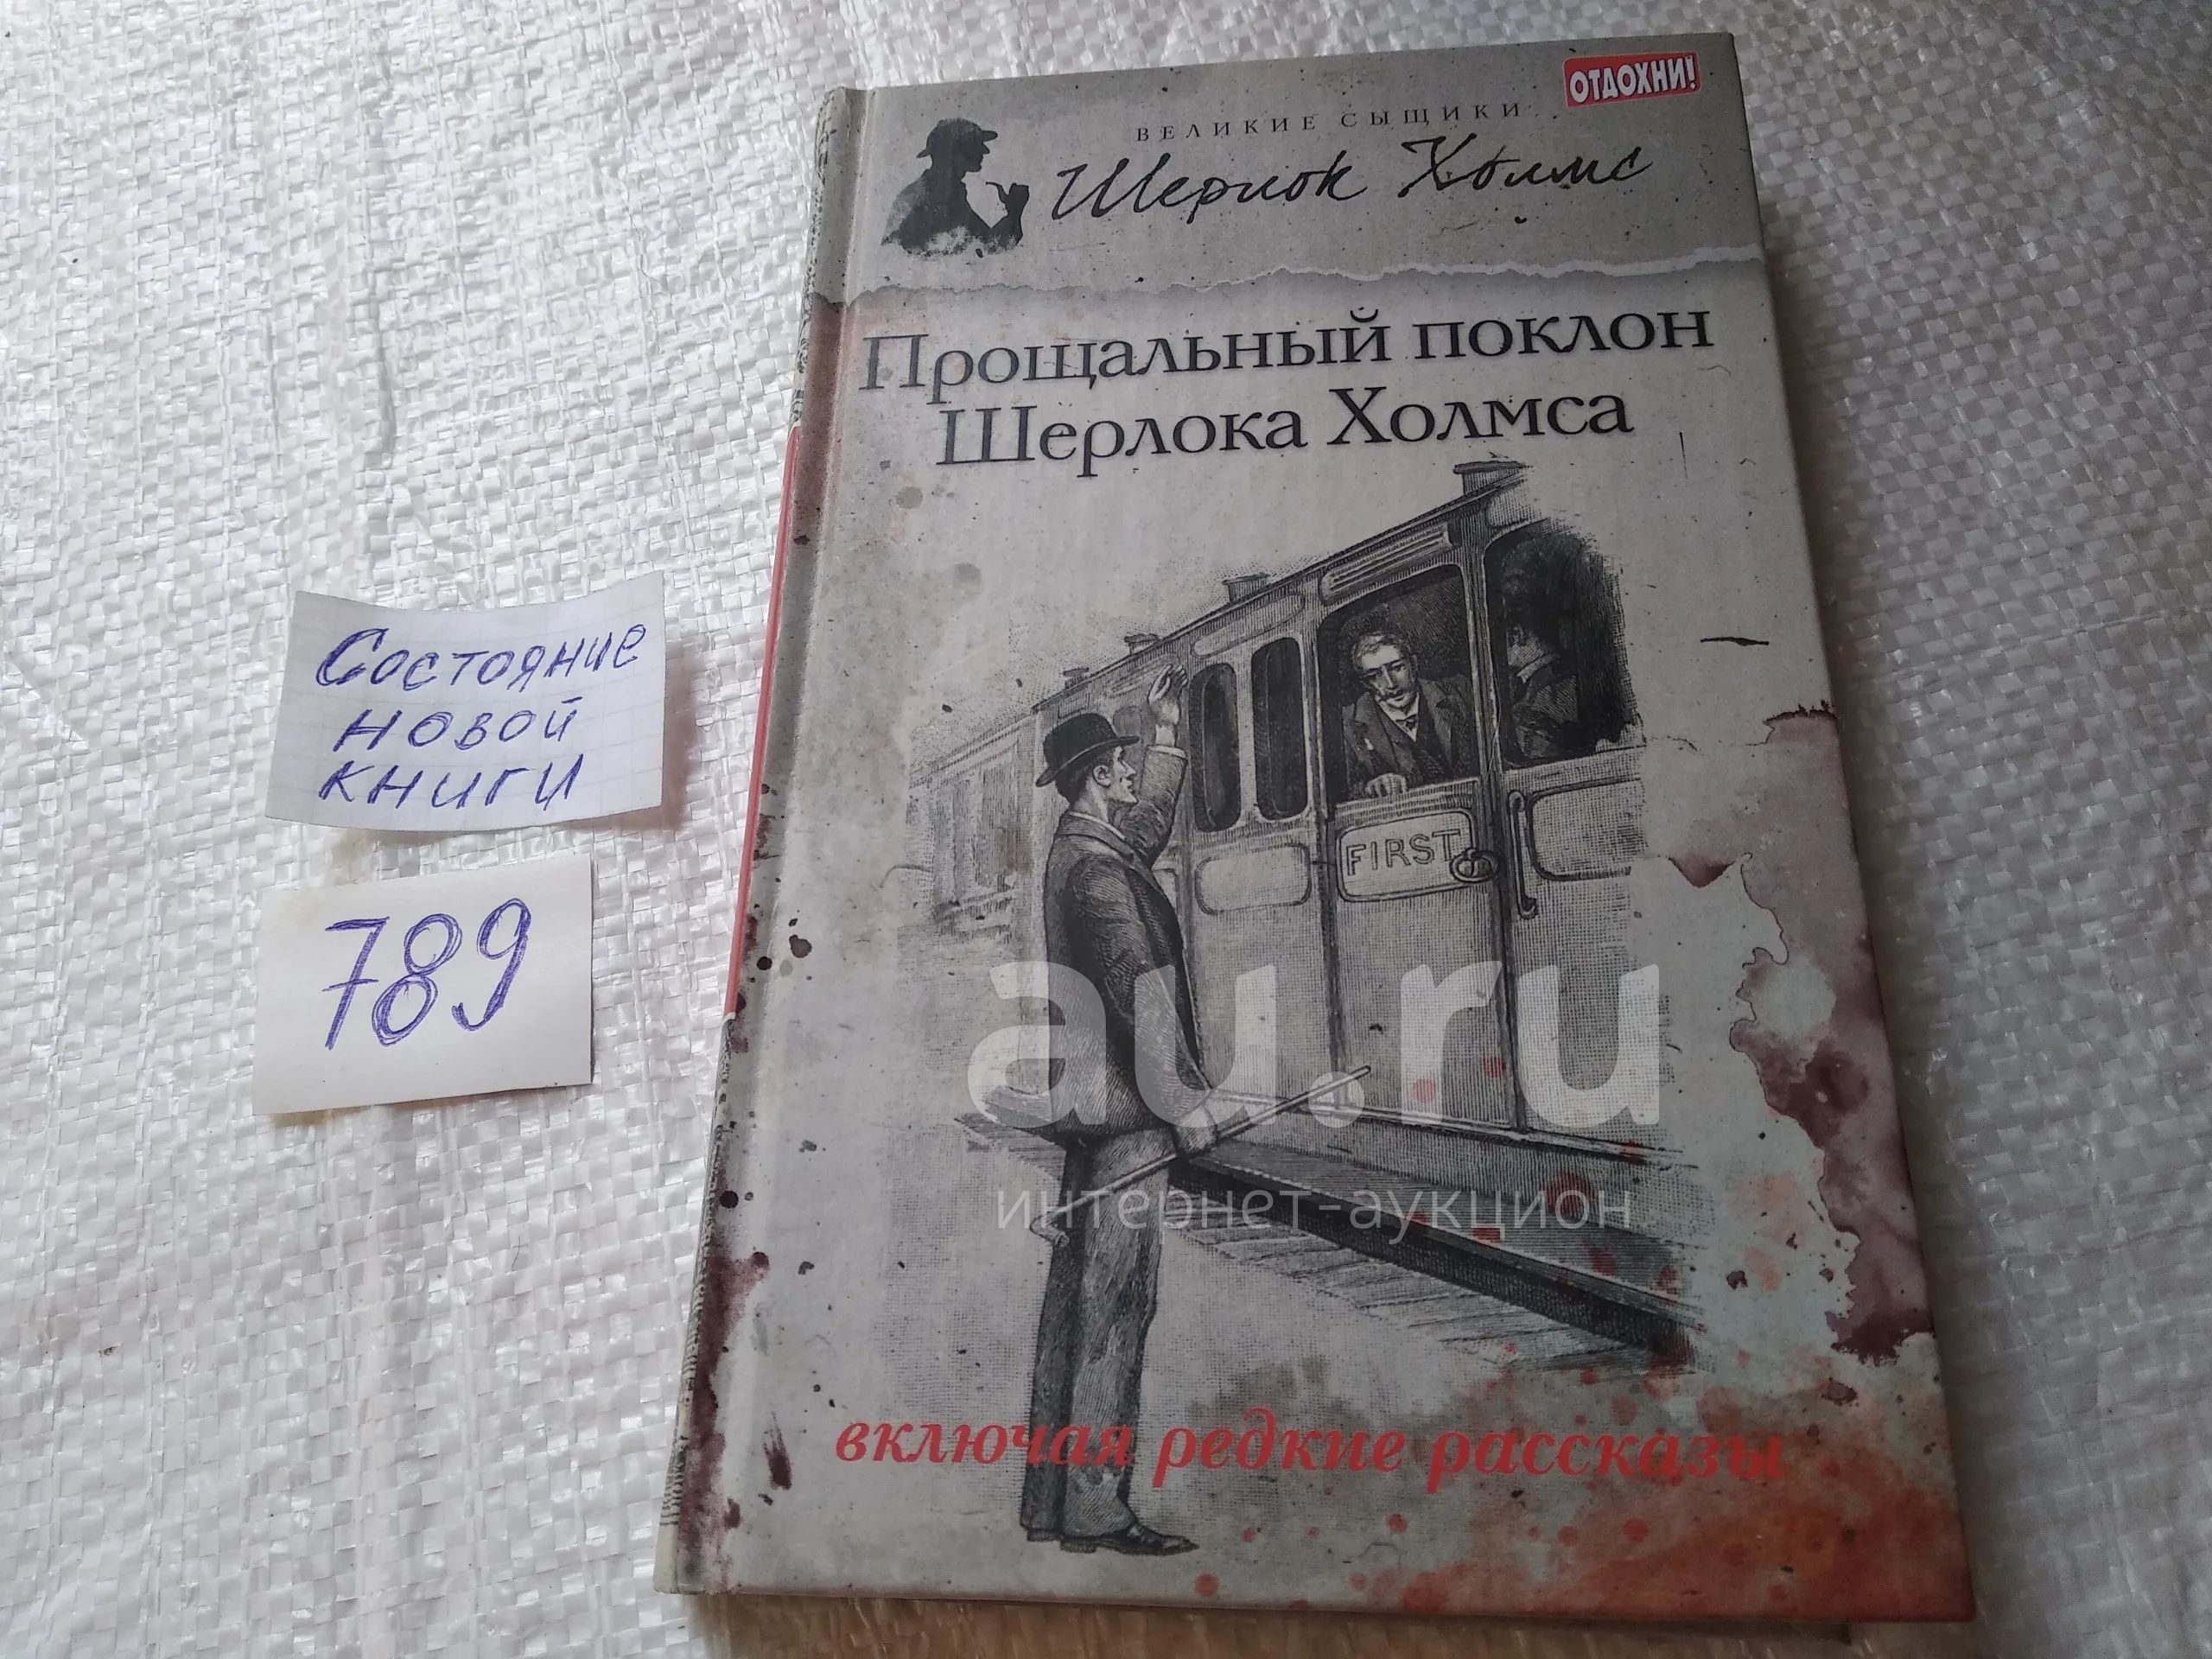 ОТДОХНИ!
ВЕЛИКИЕ СЫЩИКИ
Шерлок Холмс
Прощальный поклон
Шерлока Холмса
FIRST
включая редкие рассказы
Состояние
новой
книги
789
au.ru
интернет-аукцион